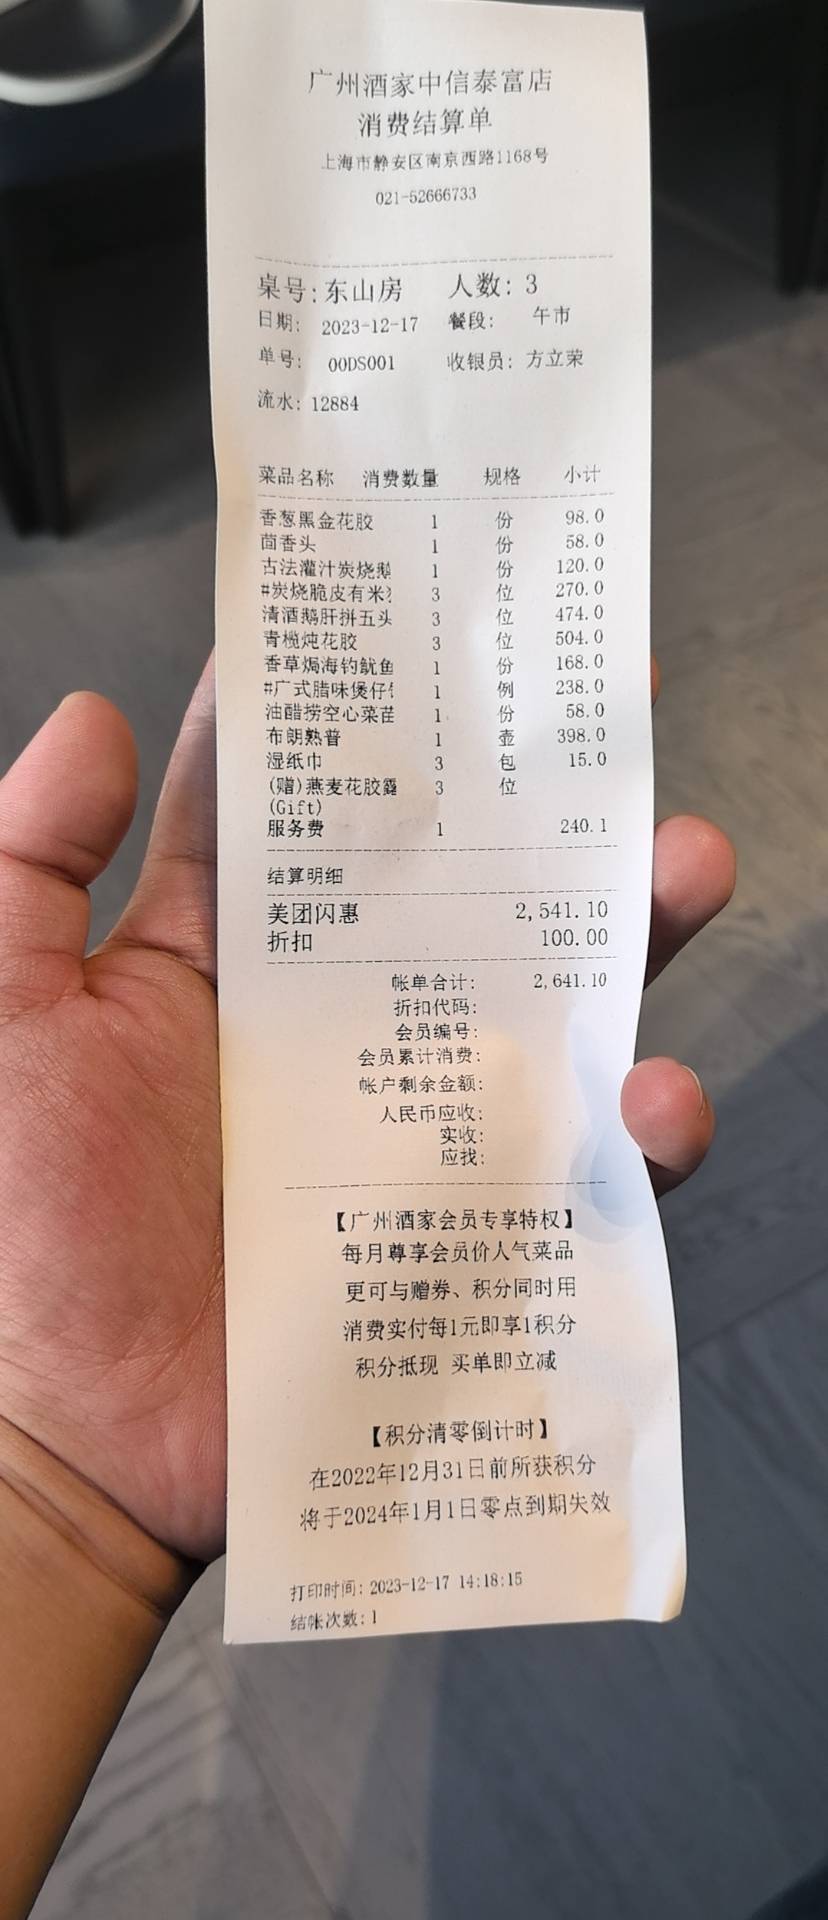 广州酒家中信泰富店
消费结算单
上海市静安区南京西路1168号
021-52666733
桌号: 东山房 人数: 3
日期: 2023-12-17 餐段: 午市
单号: 00DS001 收银员: 方立荣
流水: 12884
菜品名称 消费数量 规格 小计
香葱黑金花胶 1 份 98.0
茴香头 1 份 58.0
古法灌汁炭烧鹅 1 份 120.0
#炭烧脆皮有米 3 位 270.0
清酒鹅肝拼五头 3 位 474.0
青榄炖花胶 3 位 504.0
香草焗海钓鱿鱼 1 份 168.0
#广式腊味煲仔 1 例 238.0
油醋捞空心菜苗 1 份 58.0
布朗熟普 1 壶 398.0
湿纸巾 3 包 15.0
(赠)燕麦花胶露 3 位
(Gift)
服务费 1 240.1
结算明细
美团闪惠 2,541.10
折扣 100.00
帐单合计: 2,641.10
折扣代码:
会员编号:
会员累计消费:
帐户剩余金额:
人民币应收:
实收:
应找:
【广州酒家会员专享特权】
每月尊享会员价人气菜品
更可与赠券、积分同时用
消费实付每1元即享1积分
积分抵现 买单即立减
【积分清零倒计时】
在2022年12月31日前所获积分
将于2024年1月1日零点到期失效
打印时间: 2023-12-17 14:18:15
结帐次数: 1